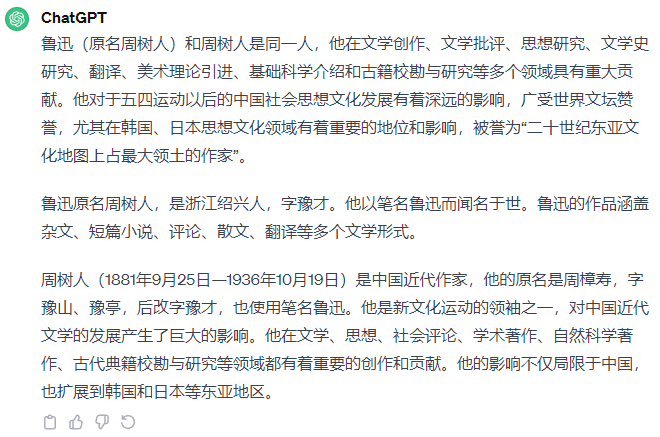 ChatGPT
鲁迅（原名周树人）和周树人是同一人，他在文学创作、文学批评、思想研究、文学史
研究、翻译、美术理论引进、基础科学介绍和古籍校勘与研究等多个领域具有重大贡
献。他对于五四运动以后的中国社会思想文化发展有着深远的影响，广受世界文坛赞
誉，尤其在韩国、日本思想文化领域有着重要的地位和影响，被誉为“二十世纪东亚文
化地图上占最大领土的作家”。
鲁迅原名周树人，是浙江绍兴人，字豫才。他以笔名鲁迅而闻名于世。鲁迅的作品涵盖
杂文、短篇小说、评论、散文、翻译等多个文学形式。
周树人（1881年9月25日—1936年10月19日）是中国近代作家，他的原名是周樟寿，字
豫山、豫亭，后改字豫才，也使用笔名鲁迅。他是新文化运动的领袖之一，对中国近代
文学的发展产生了巨大的影响。他在文学、思想、社会评论、学术著作、自然科学著
作、古代典籍校勘与研究等领域都有着重要的创作和贡献。他的影响不仅局限于中国，
也扩展到韩国和日本等东亚地区。